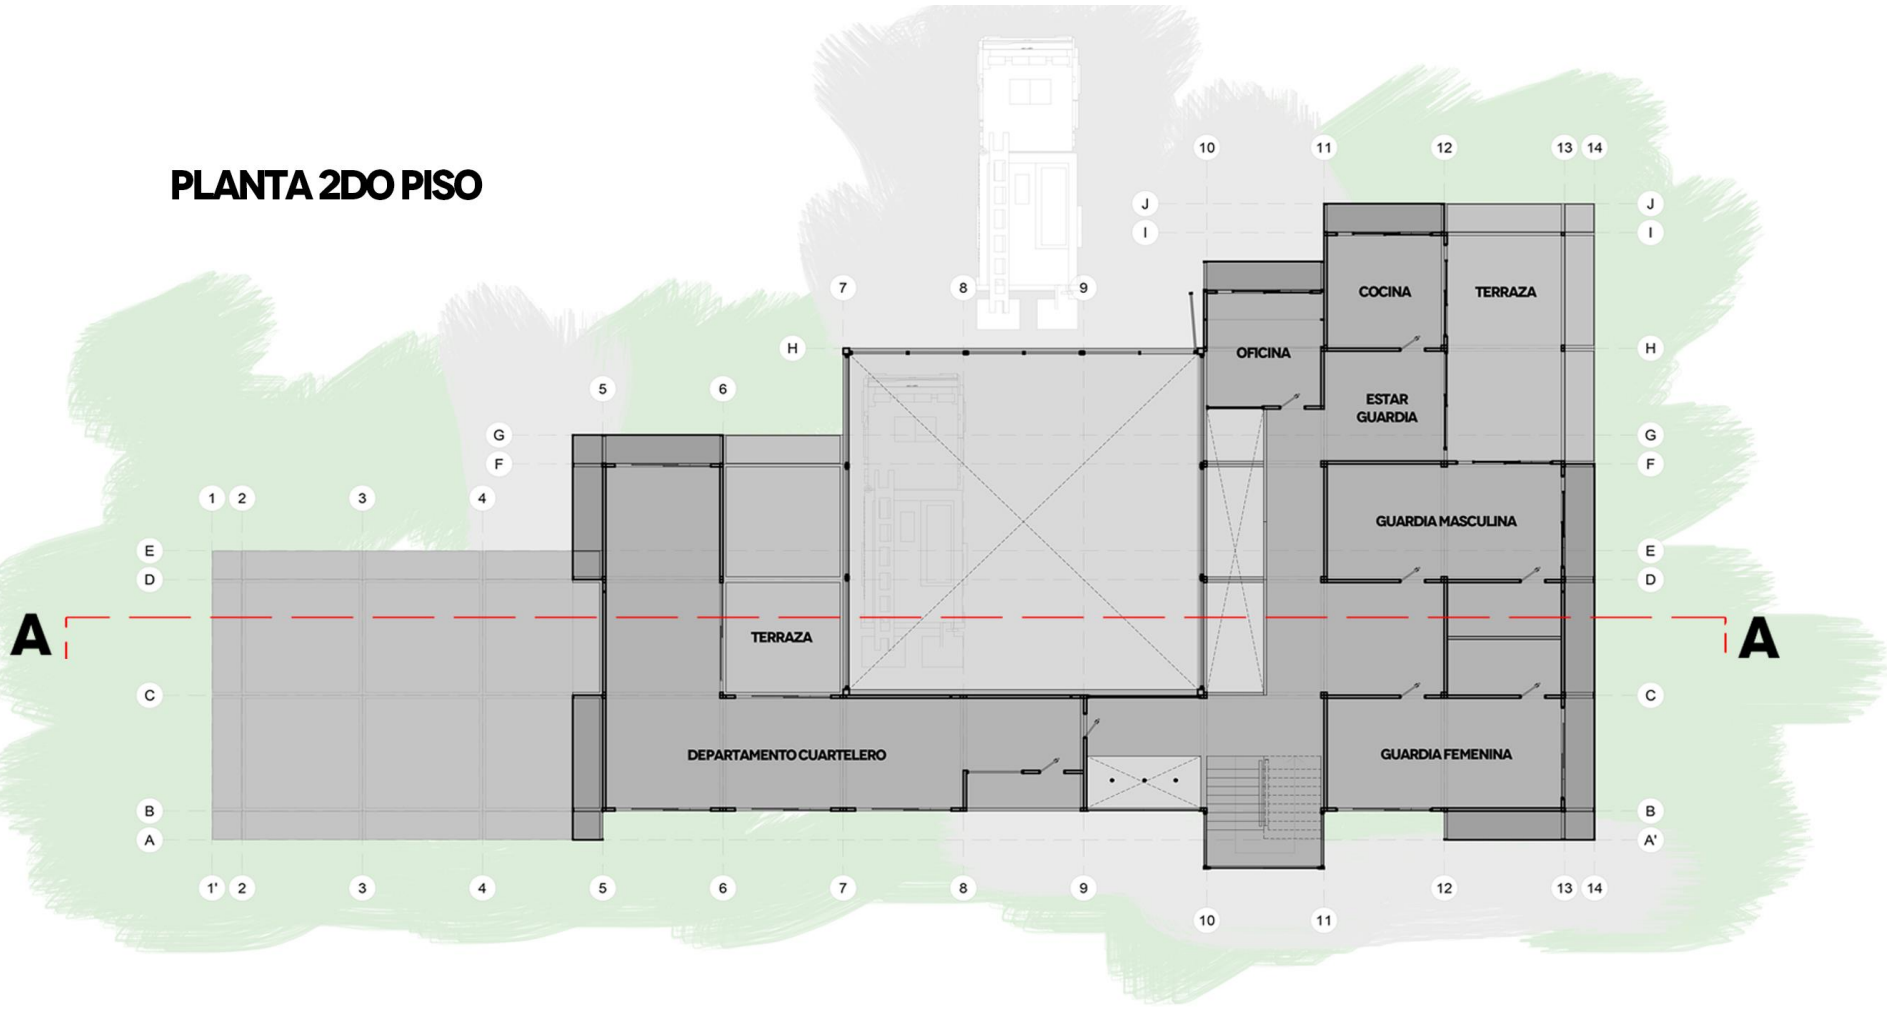 PLANTA 2DO PISO
10 11 12 13 14
J J
I I
7 8 9
COCINA TERRAZA
H H
OFICINA
5 6
ESTAR
GUARDIA
G G
F F
1 2 3 4
GUARDIA MASCULINA
E E
D D
A A
TERRAZA
C C
DEPARTAMENTO CUARTELERO GUARDIA FEMENINA
B B
A A'
1' 2 3 4 5 6 7 8 9 12 13 14
10 11